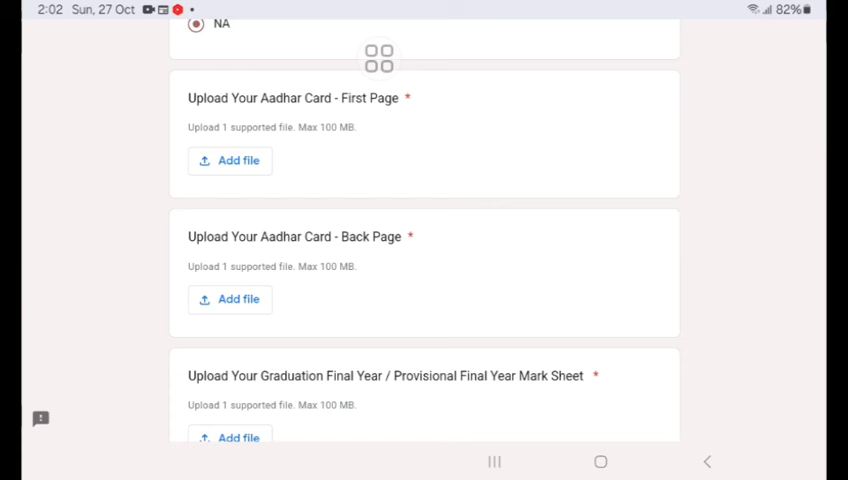 2:02 Sun, 27 Oct 82%
NA
Upload Your Aadhar Card - First Page *
Upload 1 supported file. Max 100 MB.
Add file
Upload Your Aadhar Card - Back Page *
Upload 1 supported file. Max 100 MB.
Add file
Upload Your Graduation Final Year / Provisional Final Year Mark Sheet *
Upload 1 supported file. Max 100 MB.
Add file